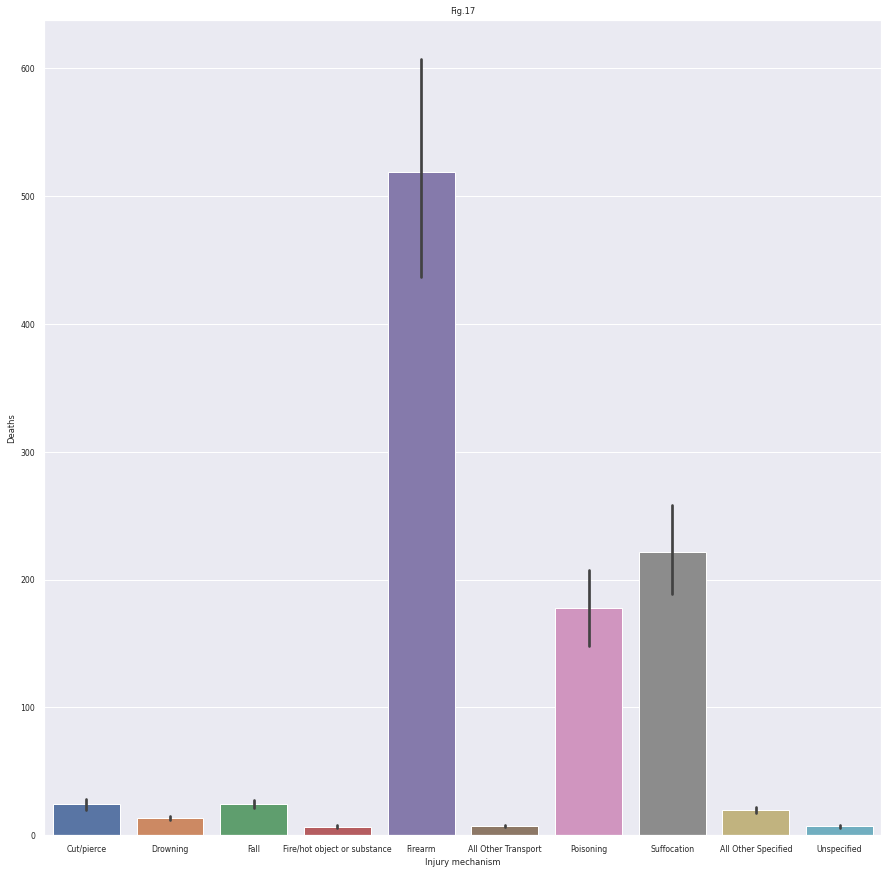 Fig.17
600
500
400
300
200
100
0
Deaths
Cut/pierce Drowning Fall Fire/hot object or substance Firearm All Other Transport Poisoning Suffocation All Other Specified Unspecified
Injury mechanism